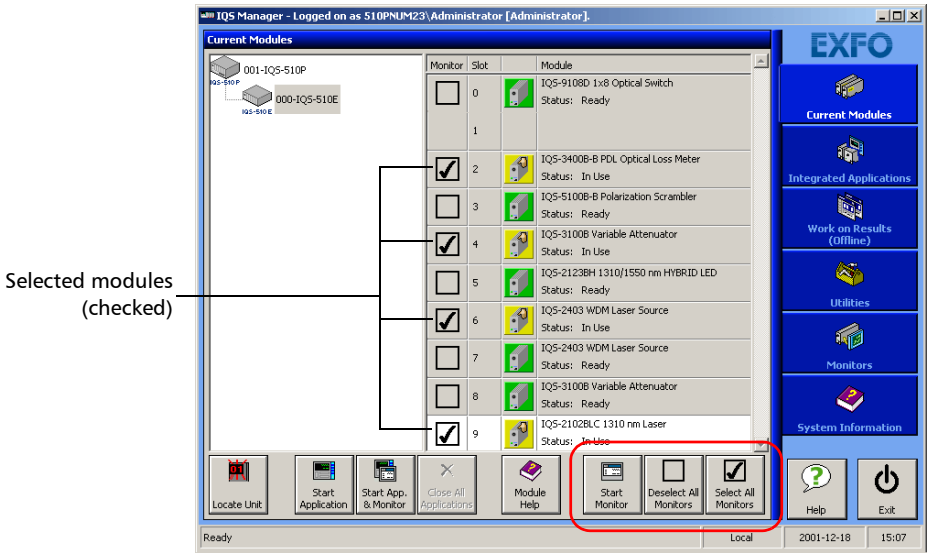 IQS Manager - Logged on as 510PNUM23\Administrator [Administrator].
Current Modules
001-IQS-510P
IQS-510P
000-IQS-510E
IQS-510E
Monitor Slot Module
0 IQS-9108D 1x8 Optical Switch
Status: Ready
1
2 IQS-3400B-B PDL Optical Loss Meter
Status: In Use
3 IQS-5100B-B Polarization Scrambler
Status: Ready
4 IQS-3100B Variable Attenuator
Status: In Use
5 IQS-2123BH 1310/1550 nm HYBRID LED
Status: Ready
6 IQS-2403 WDM Laser Source
Status: In Use
7 IQS-2403 WDM Laser Source
Status: Ready
8 IQS-3100B Variable Attenuator
Status: Ready
9 IQS-2102BLC 1310 nm Laser
Status: In Use
Selected modules
(checked)
EXFO
Current Modules
Integrated Applications
Work on Results
(Offline)
Utilities
Monitors
System Information
Locate Unit
Start
Application
Start App.
& Monitor
Close All
Applications
Module
Help
Start
Monitor
Deselect All
Monitors
Select All
Monitors
Help
Exit
Ready
Local
2001-12-18
15:07